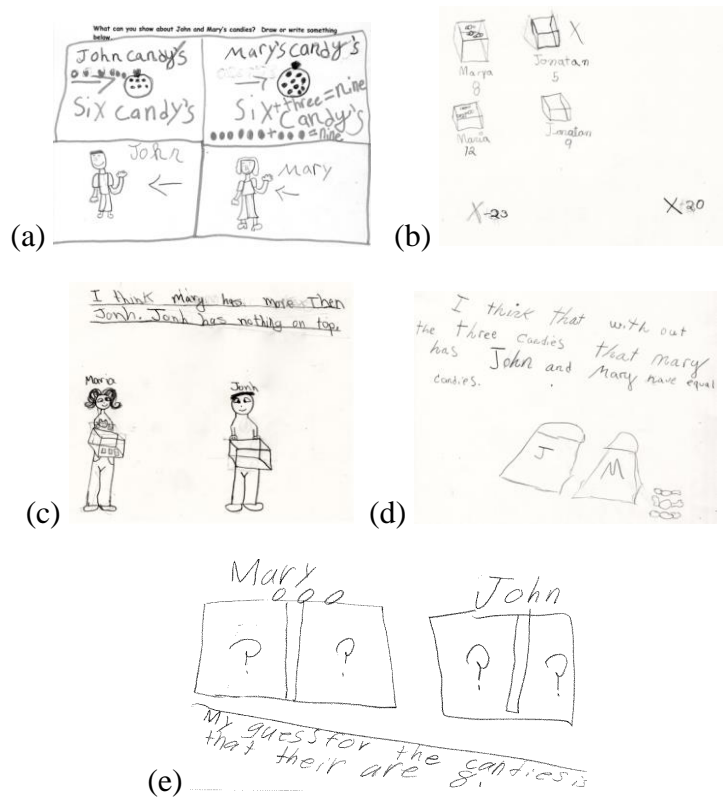 What can you show about John and Mary's candies? Draw or write something
below.
John candy's
Six Candy's
Mary's candy's
Six + three = nine
Candy's
+ = nine
John
Mary
(a)
Marya
8
Jonatan
5
X
Maria
12
Jonatan
9
X-23
X-20
(b)
I think Mary has more Then
Jonh. Jonh has nothing on top.
Maria
Jonh
(c)
I think that with out
the three Candies that mary
has John and Mary have equal
candies.
J
M
(d)
Mary
John
? ? ? ?
My guess for the candies is
that their are 8.
(e)